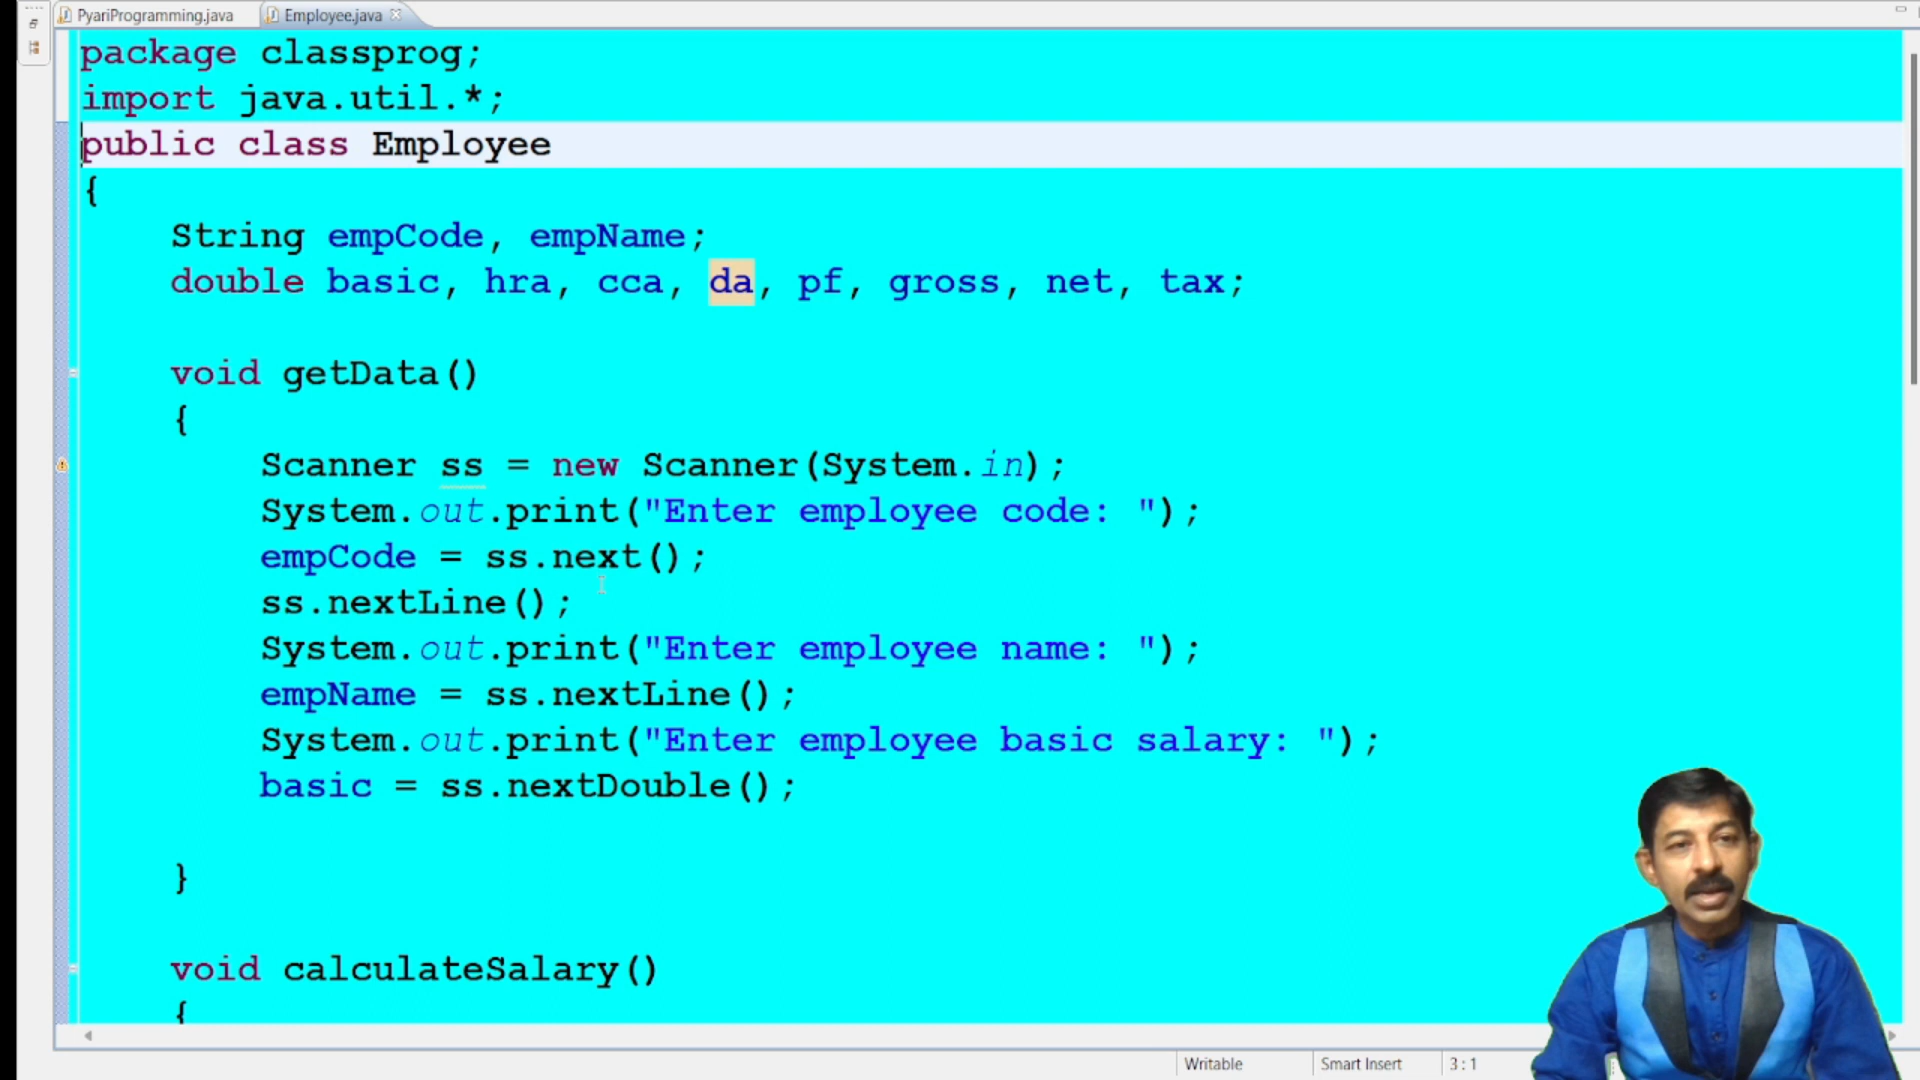 PyariProgramming.java Employee.java
package classprog;
import java.util.*;
public class Employee
{
String empCode, empName;
double basic, hra, cca, da, pf, gross, net, tax;
void getData()
{
Scanner ss = new Scanner(System.in);
System.out.print("Enter employee code: ");
empCode = ss.next();
ss.nextLine();
System.out.print("Enter employee name: ");
empName = ss.nextLine();
System.out.print("Enter employee basic salary: ");
basic = ss.nextDouble();
}
void calculateSalary()
{
Writable Smart Insert 3 : 1